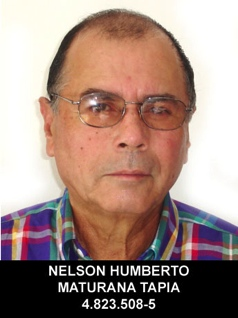 NELSON HUMBERTO
MATURANA TAPIA
4.823.508-5